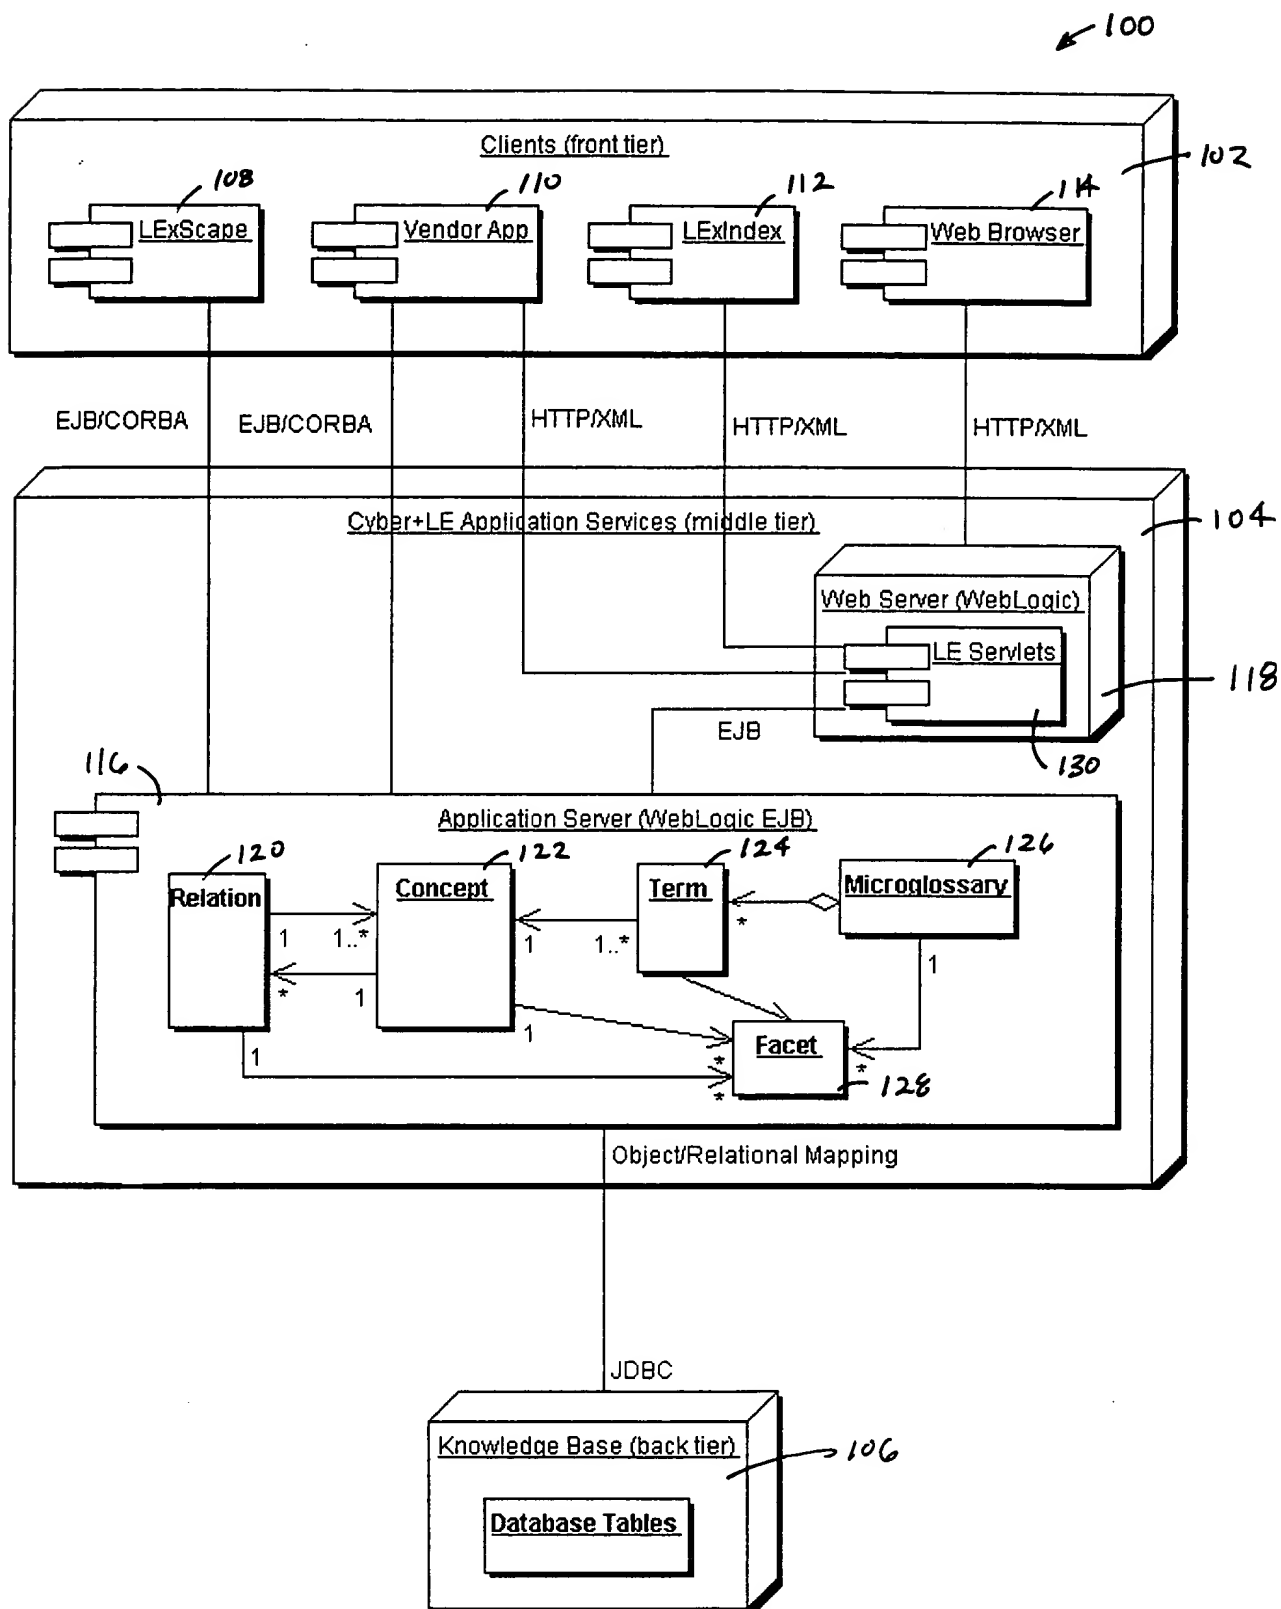 100
Clients (front tier)
102
108
110
112
114
LExScape
Vendor App
LExIndex
Web Browser
EJB/CORBA
EJB/CORBA
HTTP/XML
HTTP/XML
HTTP/XML
Cyber+LE Application Services (middle tier)
104
Web Server (WebLogic)
LE Servlets
118
EJB
130
116
Application Server (WebLogic EJB)
120
122
124
126
Relation
Concept
Term
Microglossary
1
1..*
1
1..*
*
*
1
1
1
1
*
*
*
Facet
128
Object/Relational Mapping
JDBC
Knowledge Base (back tier)
106
Database Tables